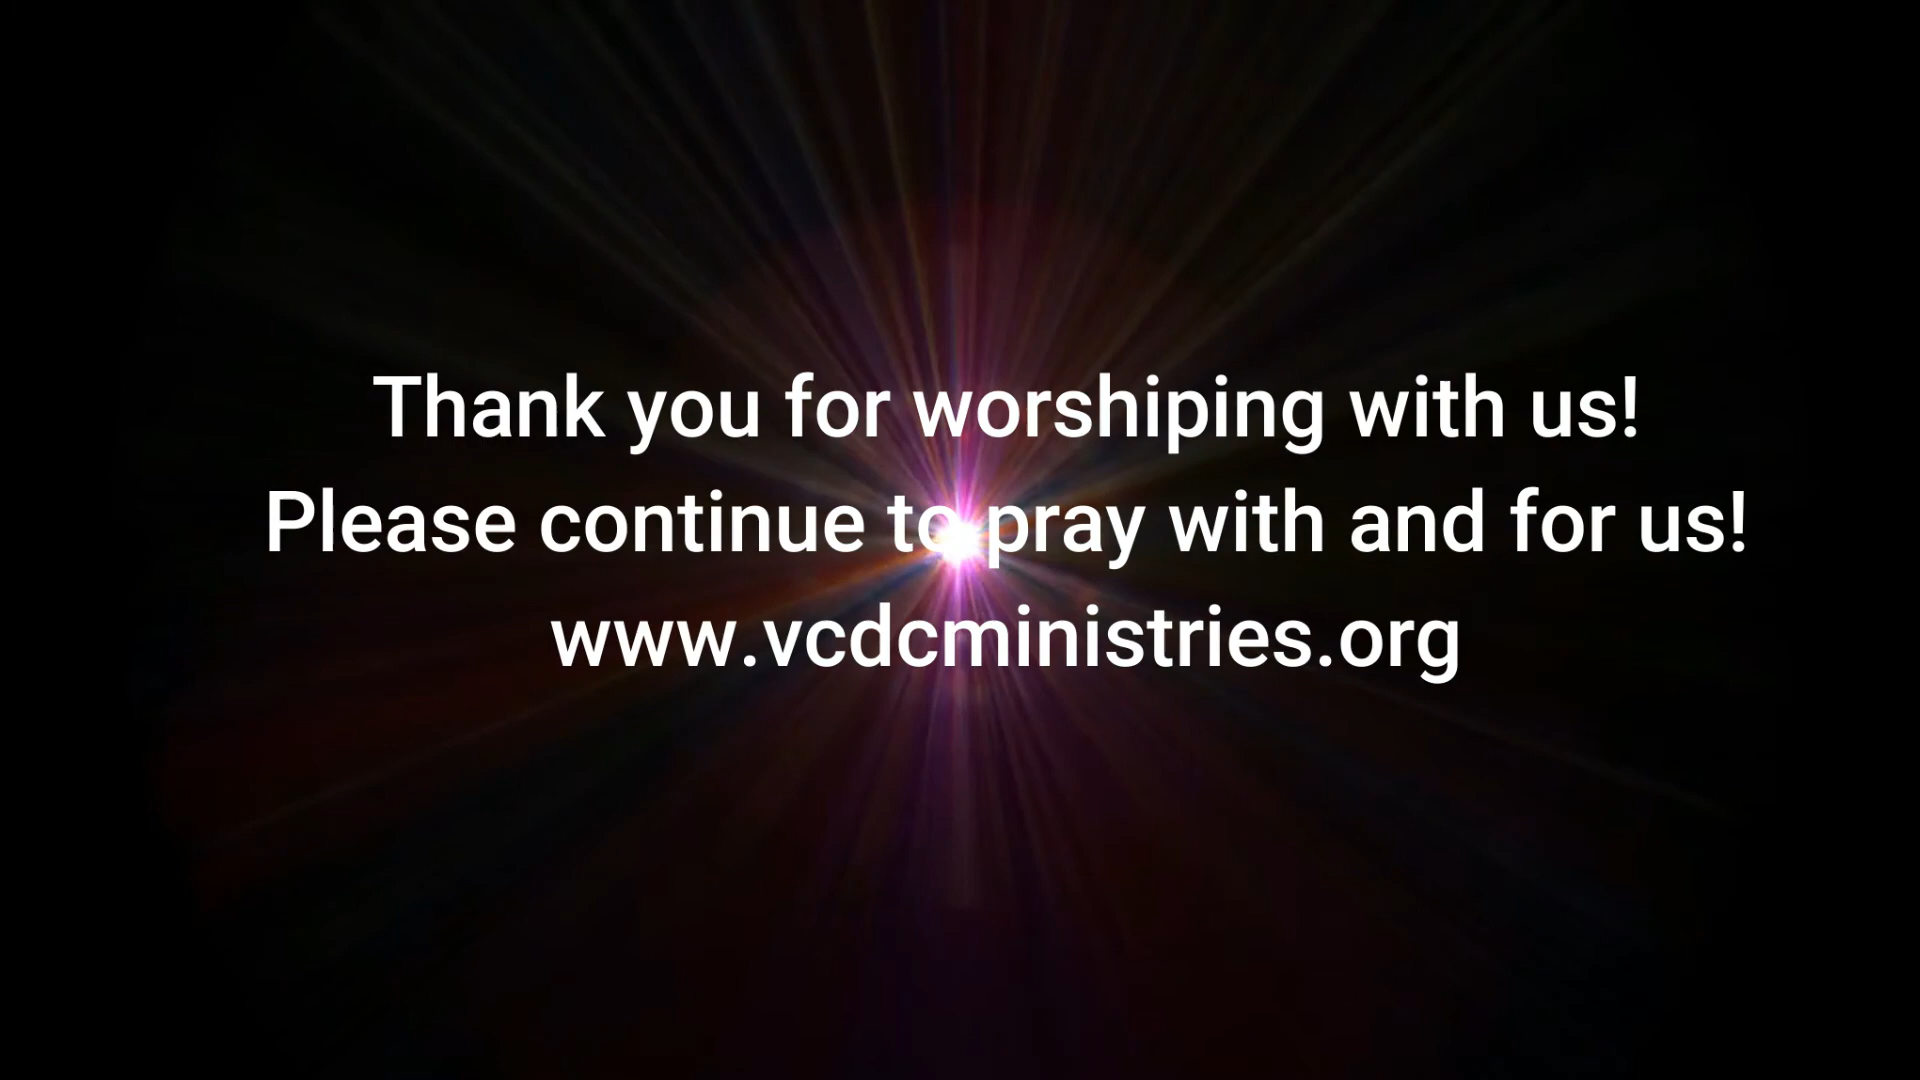 Thank you for worshiping with us!
Please continue to pray with and for us!
www.vcdcministries.org